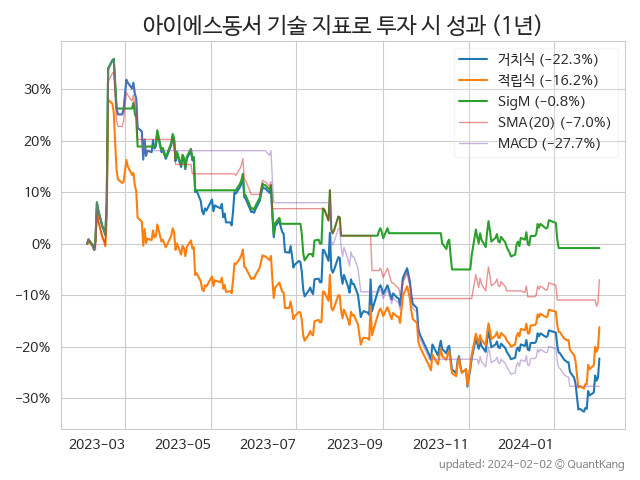 아이에스동서 기술 지표로 투자 시 성과 (1년)
거치식 (−22.3%)
적립식 (−16.2%)
SigM (−0.8%)
SMA(20) (−7.0%)
MACD (−27.7%)
30%
20%
10%
0%
−10%
−20%
−30%
2023-03 2023-05 2023-07 2023-09 2023-11 2024-01
updated: 2024-02-02 © QuantKang